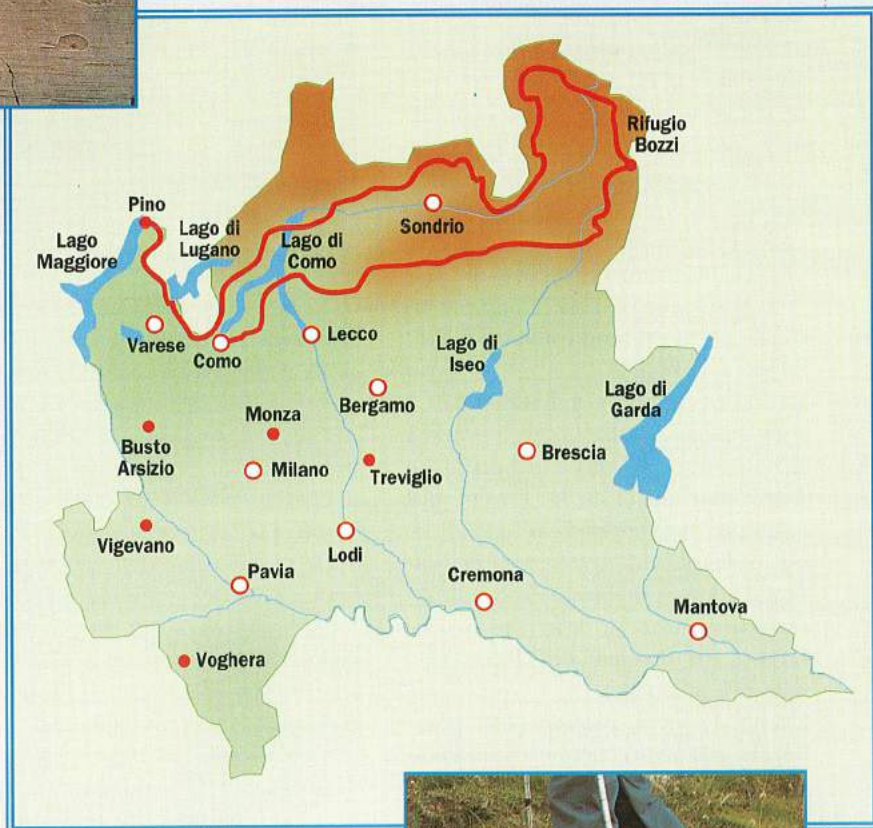 Rifugio
Bozzi
Pino
Lago
Maggiore
Lago di
Lugano
Lago di
Como
Sondrio
Varese
Como
Lecco
Lago di
Iseo
Bergamo
Lago di
Garda
Busto
Arsizio
Monza
Milano
Treviglio
Brescia
Vigevano
Lodi
Pavia
Cremona
Mantova
Voghera